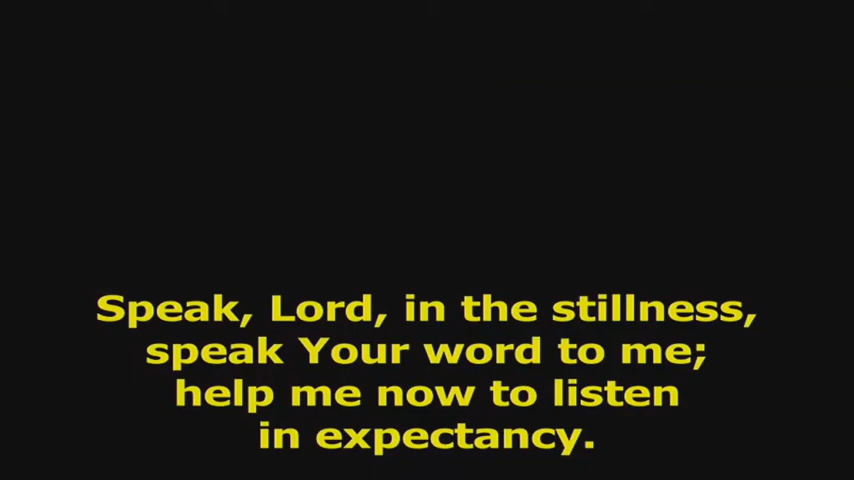 Speak, Lord, in the stillness,
speak Your word to me;
help me now to listen
in expectancy.